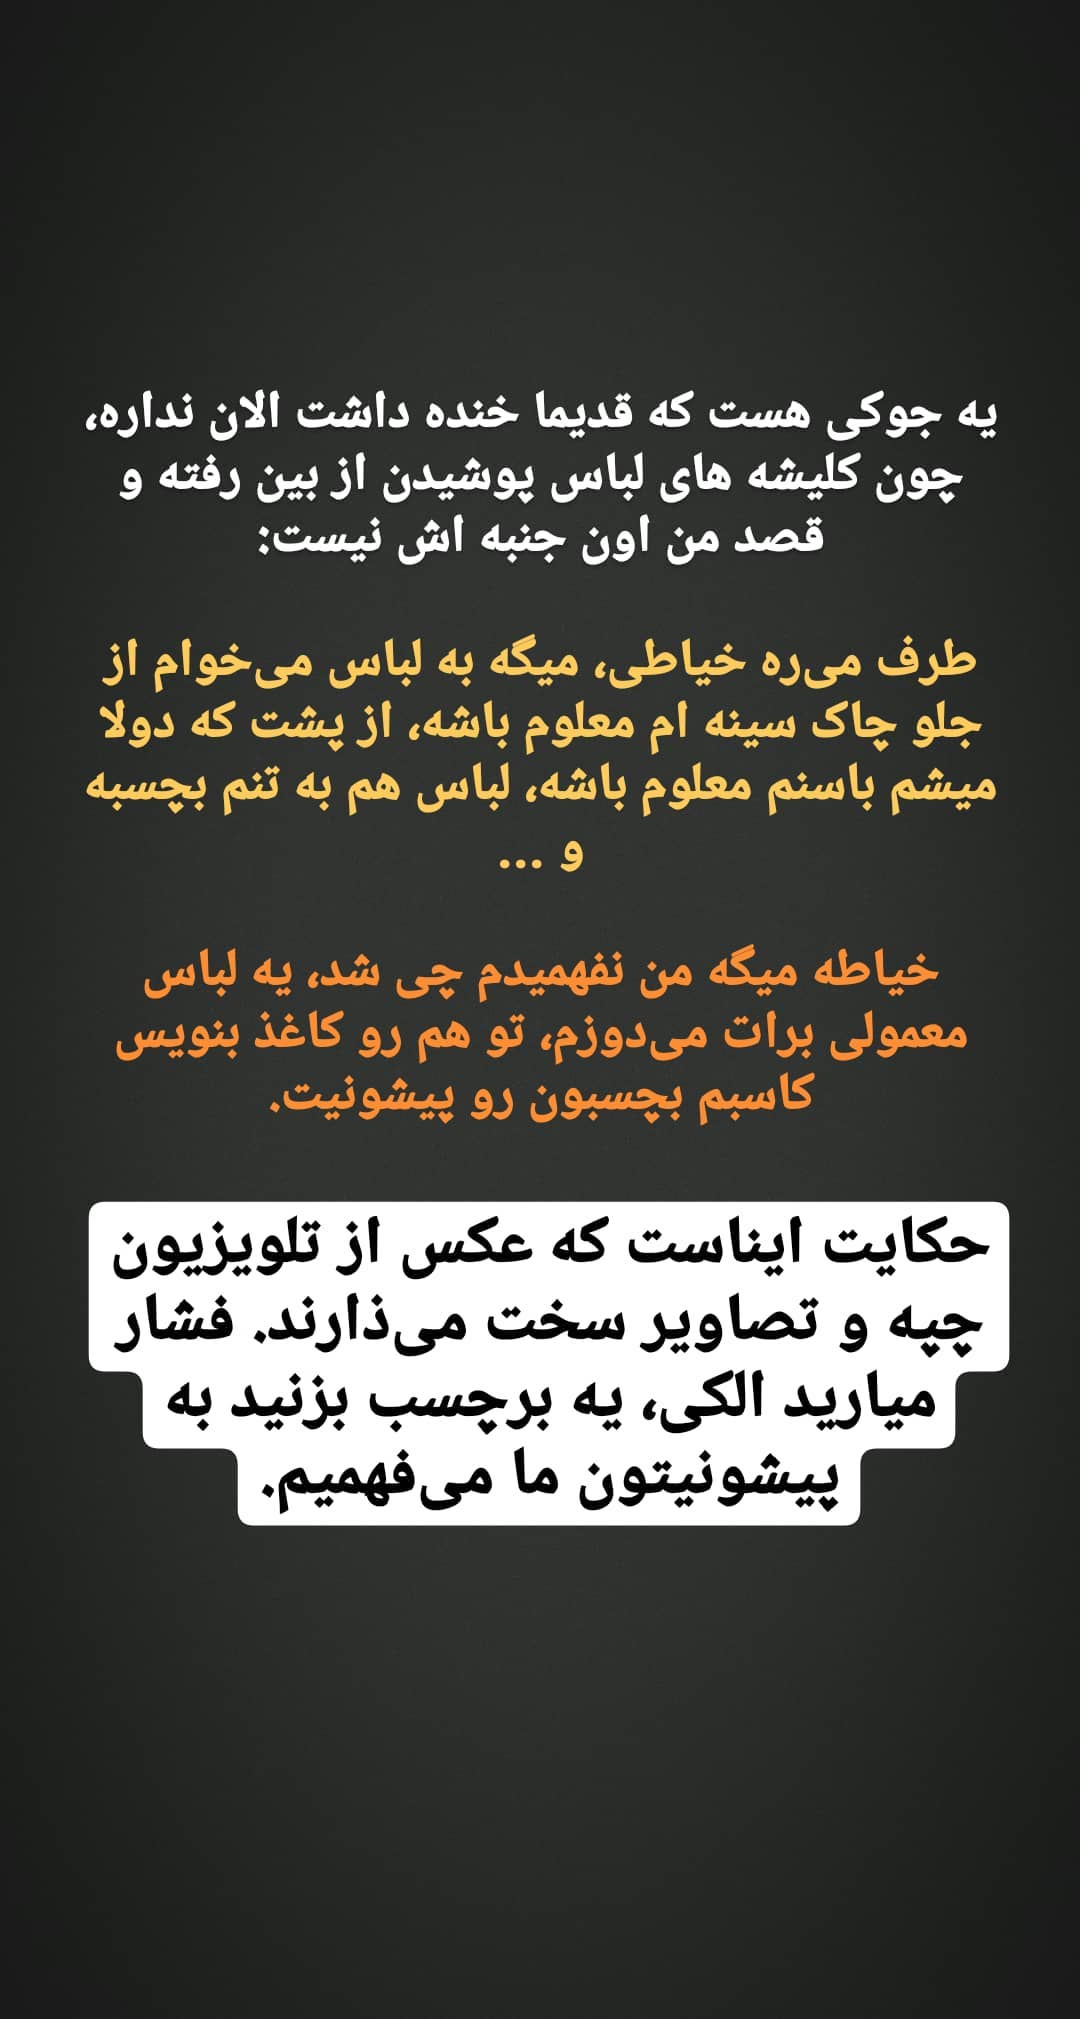 یه جوکی هست که قدیما خنده داشت الان نداره،
چون کلیشه های لباس پوشیدن از بین رفته و
قصد من اون جنبه اش نیست:
طرف می‌ره خیاطی، میگه به لباس می‌خوام از
جلو چاک سینه ام معلوم باشه، از پشت که دولا
میشم باسنم معلوم باشه، لباس هم به تنم بچسبه
و ...
خیاطه میگه من نفهمیدم چی شد، یه لباس
معمولی برات می‌دوزم، تو هم رو کاغذ بنویس
کاسبم بچسبون رو پیشونیت.
حکایت ایناست که عکس از تلویزیون
چپه و تصاویر سخت می‌ذارند. فشار
میارید الکی، یه برچسب بزنید به
پیشونیتون ما می‌فهمیم.